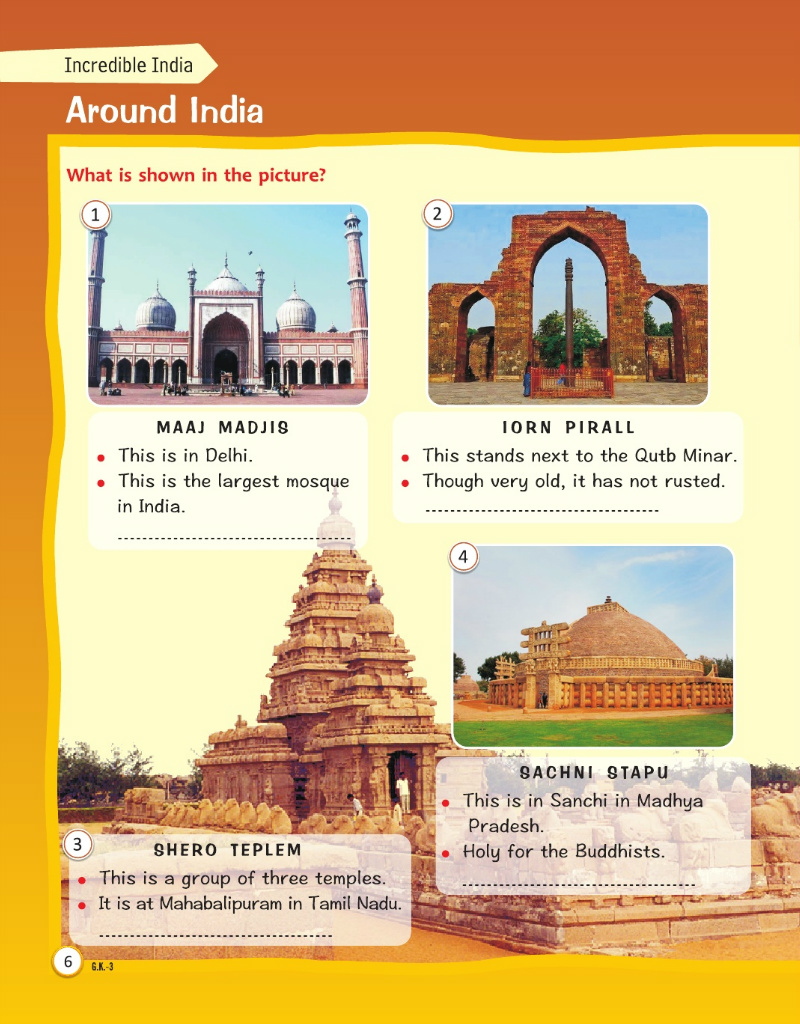 Incredible India
Around India
What is shown in the picture?
1
MAAJ MADJIS
• This is in Delhi.
• This is the largest mosque
in India.
2
IORN PIRALL
• This stands next to the Qutb Minar.
• Though very old, it has not rusted.
3
SHERO TEPLEM
• This is a group of three temples.
• It is at Mahabalipuram in Tamil Nadu.
4
SACHNI STAPU
• This is in Sanchi in Madhya
Pradesh.
• Holy for the Buddhists.
6
G.K.-3